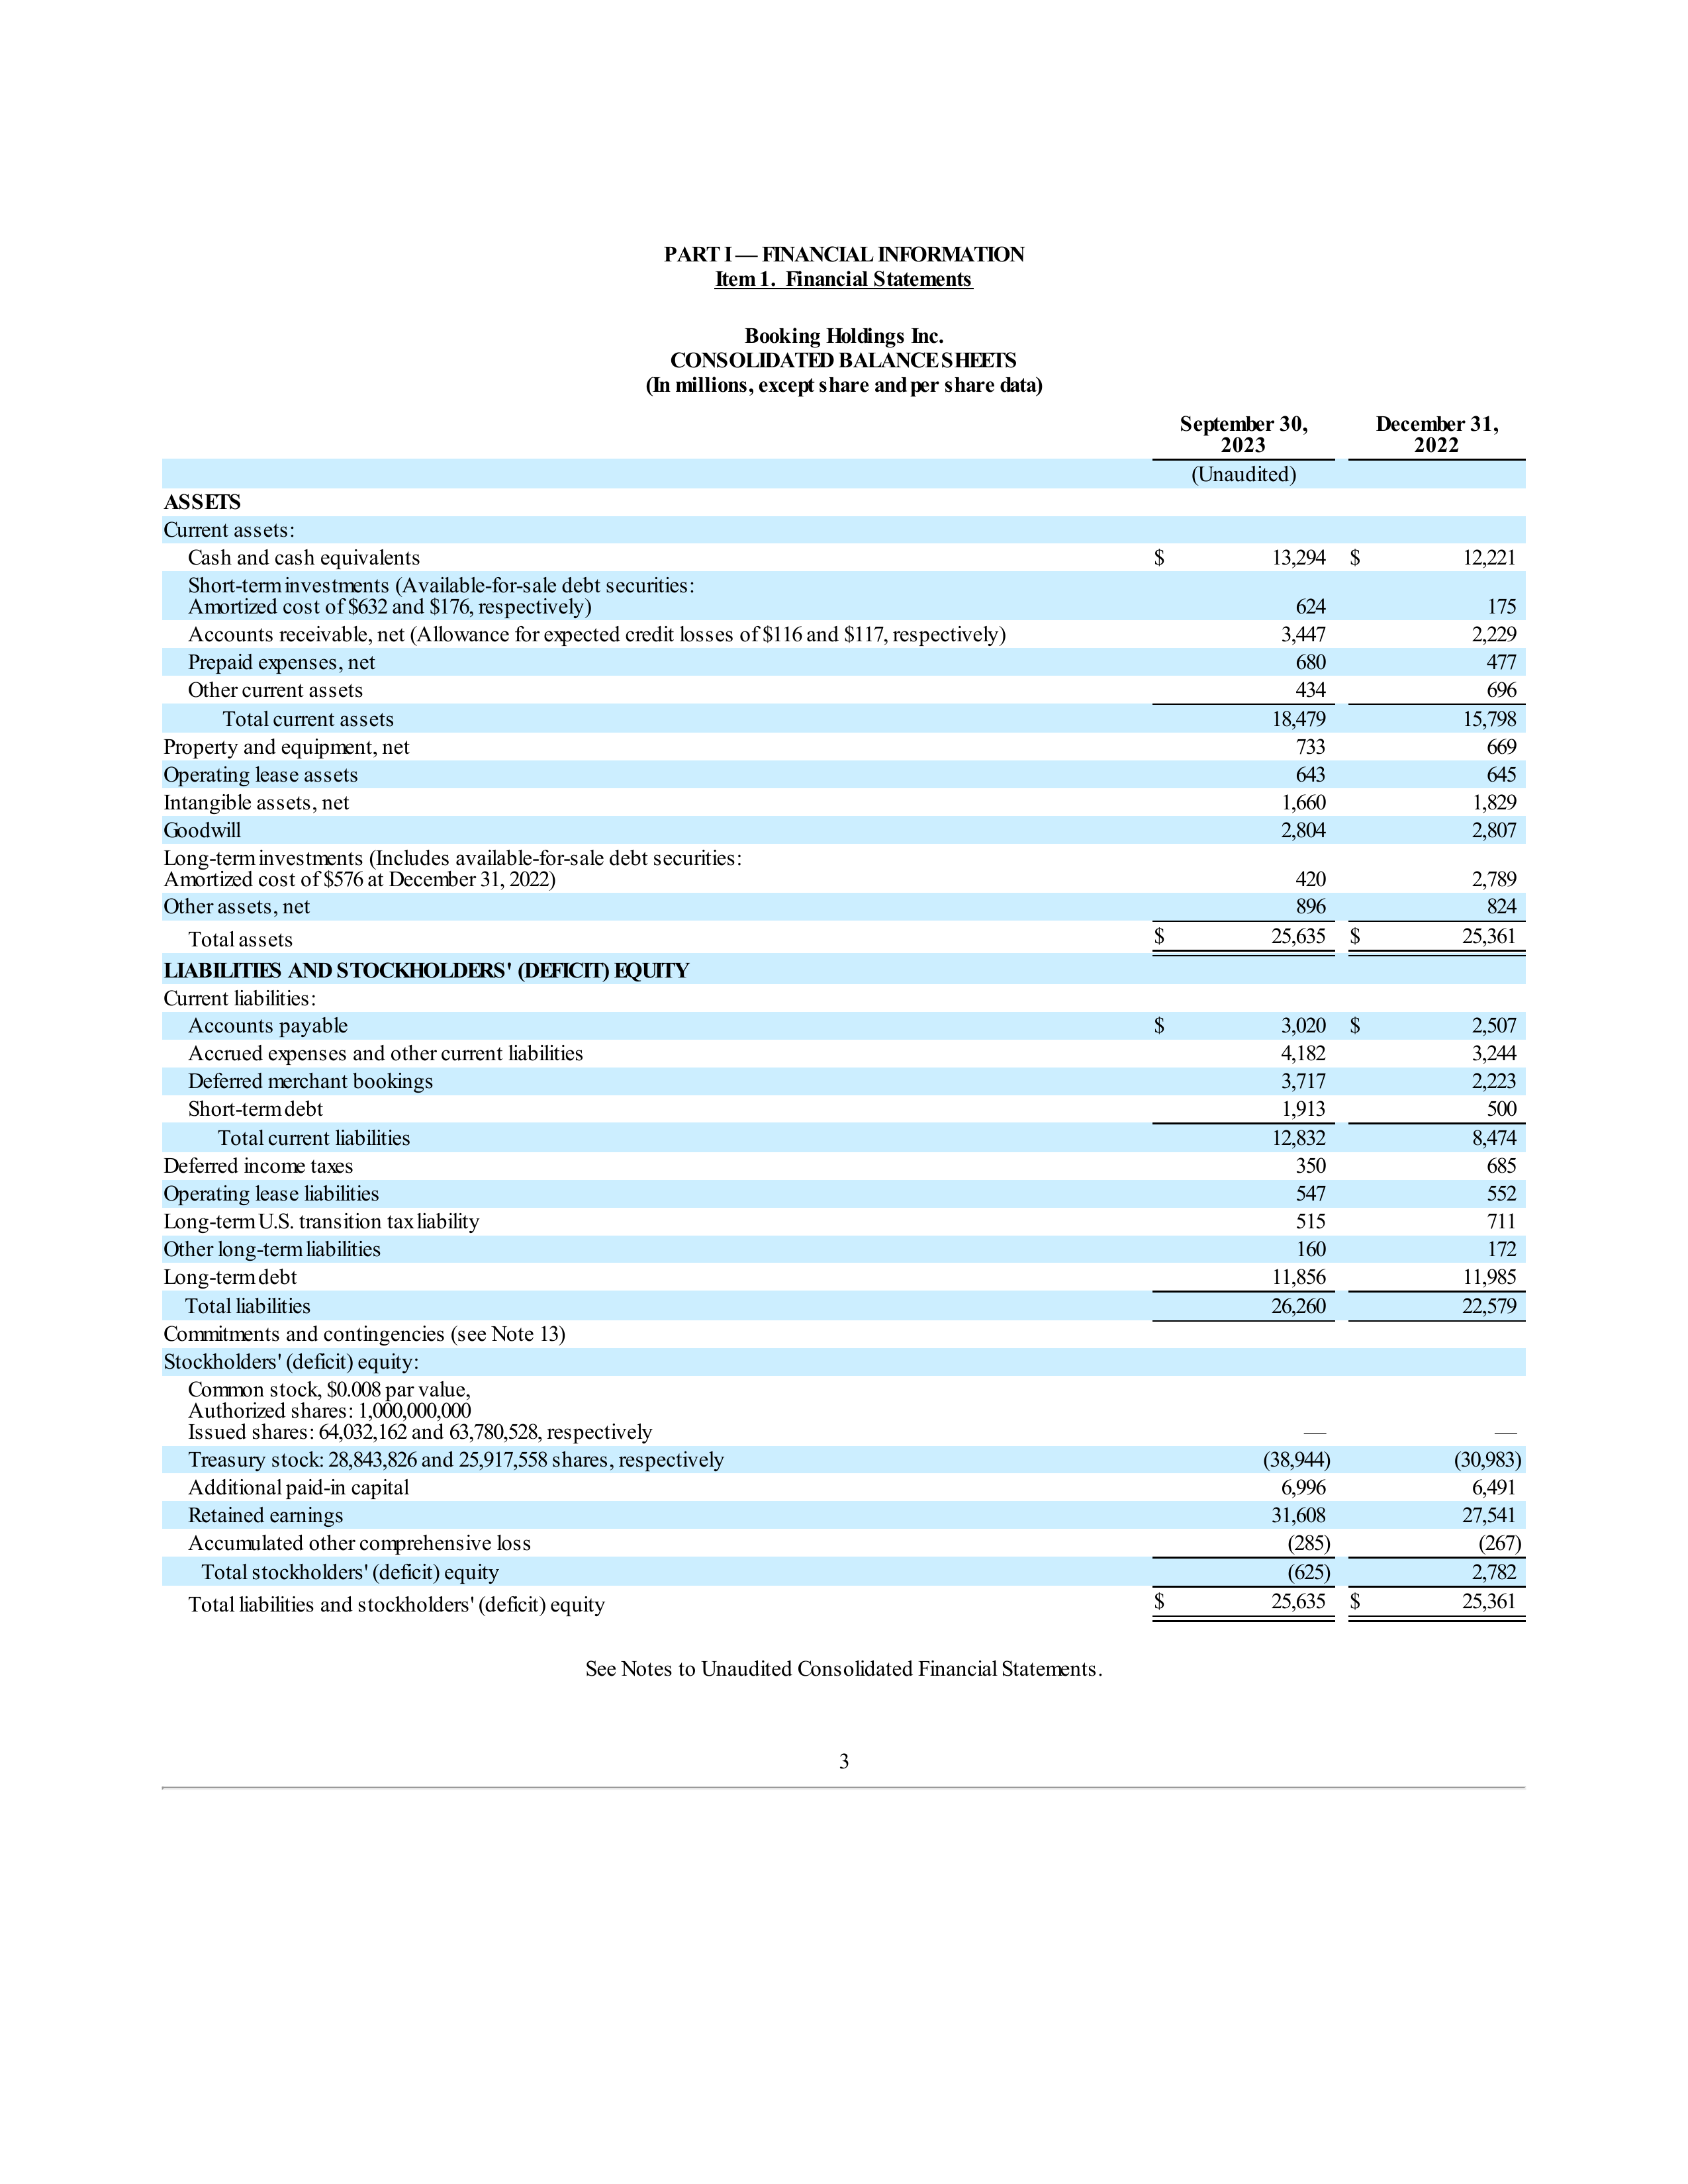 PART I — FINANCIAL INFORMATION
Item 1. Financial Statements
Booking Holdings Inc.
CONSOLIDATED BALANCE SHEETS
(In millions, except share and per share data)
September 30, 2023 December 31, 2022
(Unaudited)
ASSETS
Current assets:
Cash and cash equivalents $ 13,294 $ 12,221
Short-term investments (Available-for-sale debt securities:
Amortized cost of $632 and $176, respectively) 624 175
Accounts receivable, net (Allowance for expected credit losses of $116 and $117, respectively) 3,447 2,229
Prepaid expenses, net 680 477
Other current assets 434 696
Total current assets 18,479 15,798
Property and equipment, net 733 669
Operating lease assets 643 645
Intangible assets, net 1,660 1,829
Goodwill 2,804 2,807
Long-term investments (Includes available-for-sale debt securities:
Amortized cost of $576 at December 31, 2022) 420 2,789
Other assets, net 896 824
Total assets $ 25,635 $ 25,361
LIABILITIES AND STOCKHOLDERS' (DEFICIT) EQUITY
Current liabilities:
Accounts payable $ 3,020 $ 2,507
Accrued expenses and other current liabilities 4,182 3,244
Deferred merchant bookings 3,717 2,223
Short-term debt 1,913 500
Total current liabilities 12,832 8,474
Deferred income taxes 350 685
Operating lease liabilities 547 552
Long-term U.S. transition tax liability 515 711
Other long-term liabilities 160 172
Long-term debt 11,856 11,985
Total liabilities 26,260 22,579
Commitments and contingencies (see Note 13)
Stockholders' (deficit) equity:
Common stock, $0.008 par value,
Authorized shares: 1,000,000,000
Issued shares: 64,032,162 and 63,780,528, respectively — —
Treasury stock: 28,843,826 and 25,917,558 shares, respectively (38,944) (30,983)
Additional paid-in capital 6,996 6,491
Retained earnings 31,608 27,541
Accumulated other comprehensive loss (285) (267)
Total stockholders' (deficit) equity (625) 2,782
Total liabilities and stockholders' (deficit) equity $ 25,635 $ 25,361
See Notes to Unaudited Consolidated Financial Statements.
3